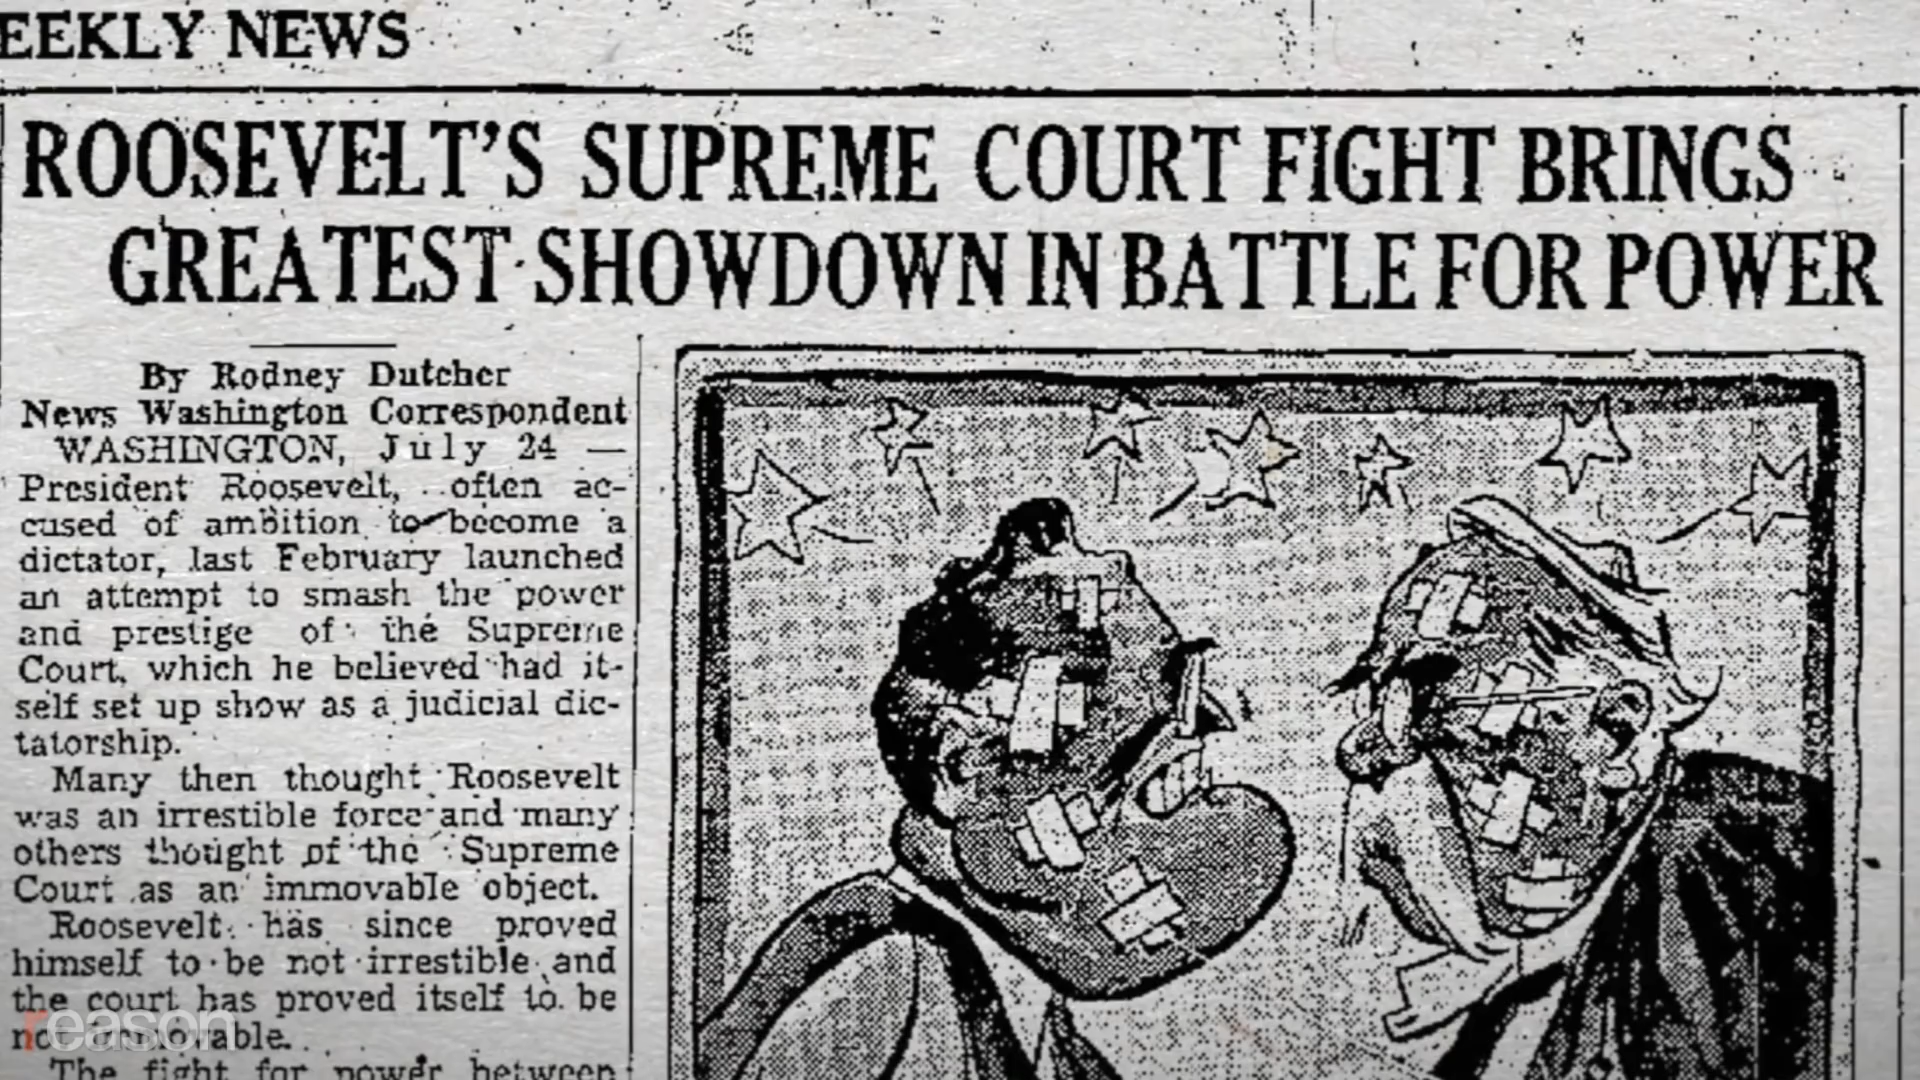 EEKLY NEWS
ROOSEVELT'S SUPREME COURT FIGHT BRINGS
GREATEST SHOWDOWN IN BATTLE FOR POWER
By Rodney Dutcher
News Washington Correspondent
WASHINGTON, July 24 —
President Roosevelt, often ac-
cused of ambition to become a
dictator, last February launched
an attempt to smash the power
and prestige of the Supreme
Court, which he believed had it-
self set up show as a judicial dic-
tatorship.
Many then thought Roosevelt
was an irrestible force and many
others thought of the Supreme
Court as an immovable object.
Roosevelt has since proved
himself to be not irrestible and
the court has proved itself to be
not
reason
The fight for power between